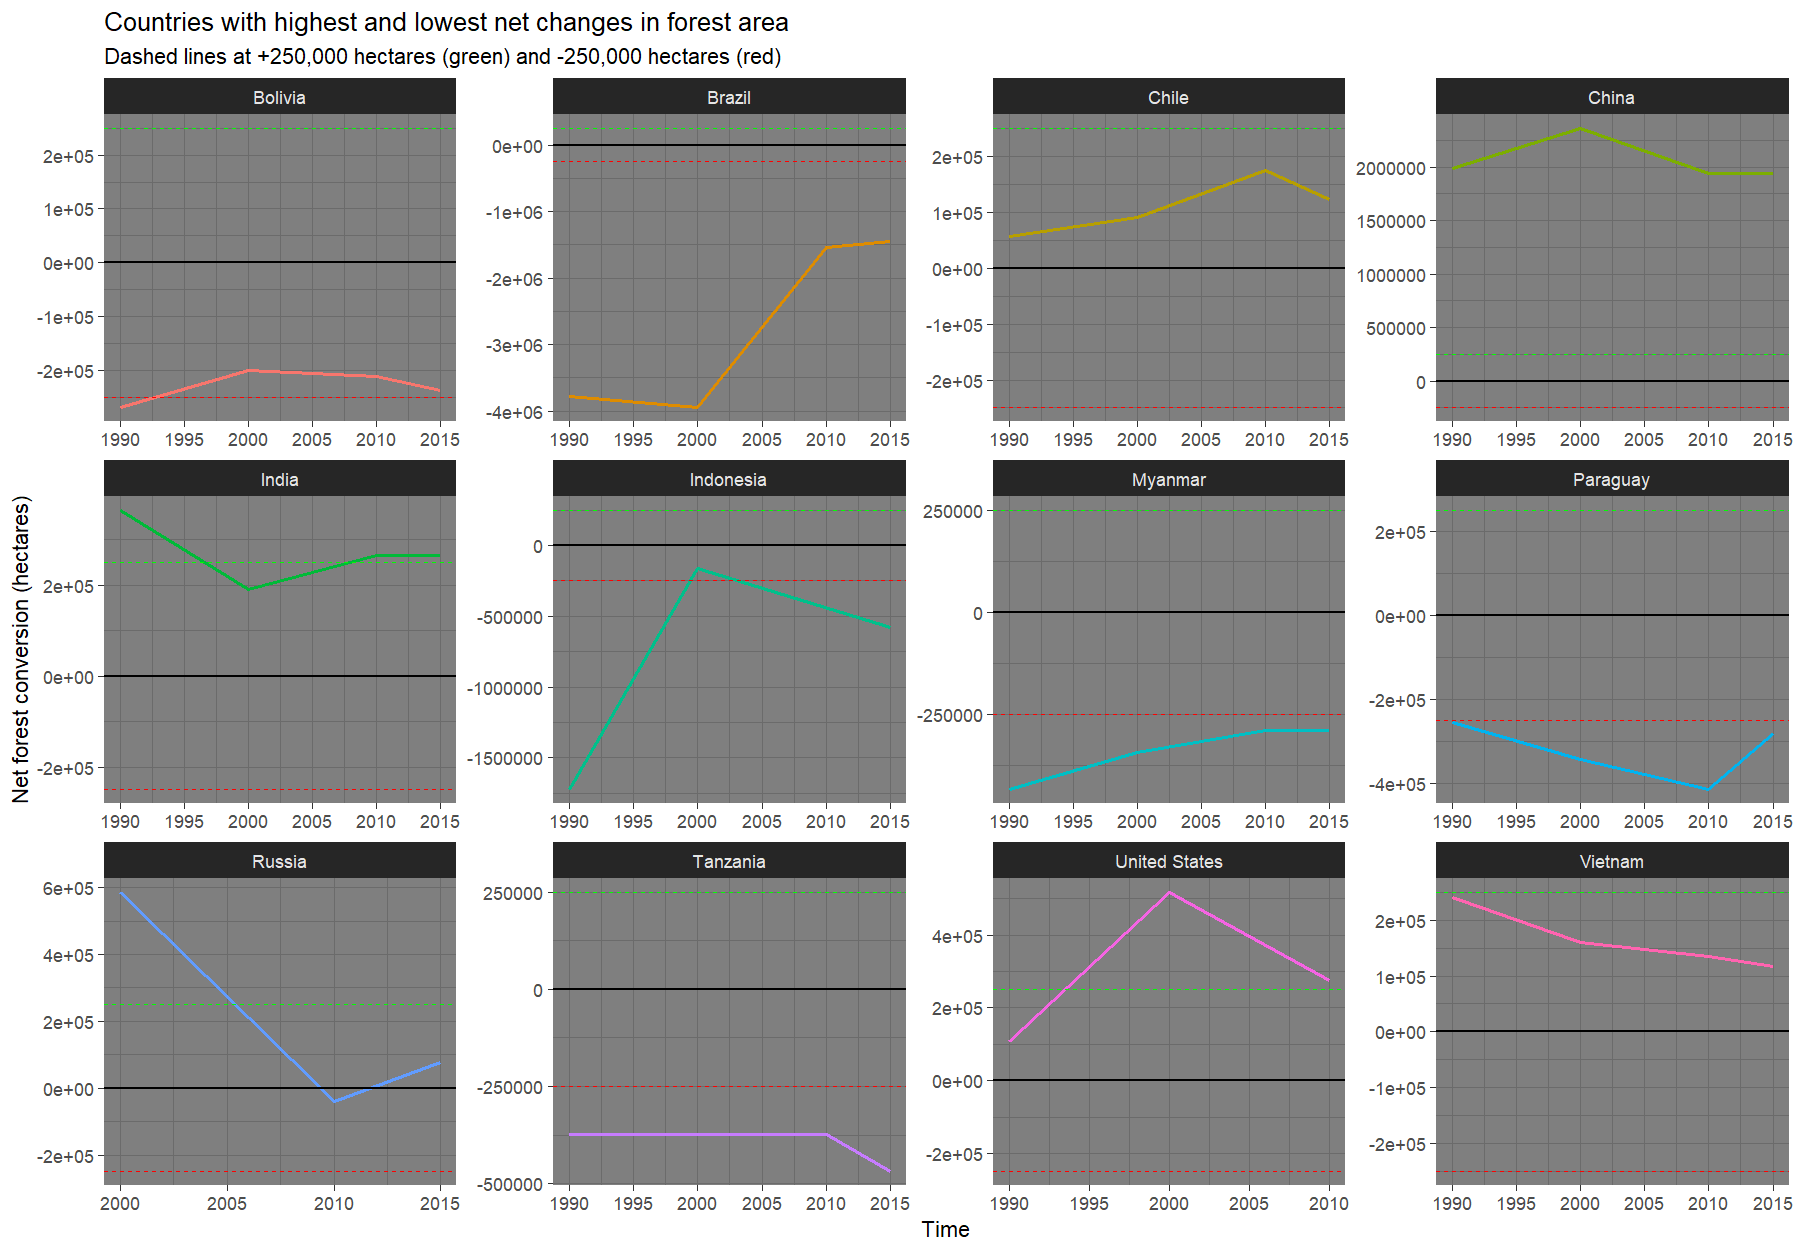 Countries with highest and lowest net changes in forest area
Dashed lines at +250,000 hectares (green) and -250,000 hectares (red)
Bolivia
Brazil
Chile
China
2e+05
1e+05
0e+00
-1e+05
-2e+05
1990 1995 2000 2005 2010 2015
0e+00
-1e+06
-2e+06
-3e+06
-4e+06
1990 1995 2000 2005 2010 2015
2e+05
1e+05
0e+00
-1e+05
-2e+05
1990 1995 2000 2005 2010 2015
2000000
1500000
1000000
500000
0
1990 1995 2000 2005 2010 2015
Net forest conversion (hectares)
India
Indonesia
Myanmar
Paraguay
2e+05
0e+00
-2e+05
1990 1995 2000 2005 2010 2015
0
-500000
-1000000
-1500000
1990 1995 2000 2005 2010 2015
250000
0
-250000
1990 1995 2000 2005 2010 2015
2e+05
0e+00
-2e+05
-4e+05
1990 1995 2000 2005 2010 2015
Russia
Tanzania
United States
Vietnam
6e+05
4e+05
2e+05
0e+00
-2e+05
2000 2005 2010 2015
250000
0
-250000
-500000
1990 1995 2000 2005 2010 2015
4e+05
2e+05
0e+00
-2e+05
1990 1995 2000 2005 2010
2e+05
1e+05
0e+00
-1e+05
-2e+05
1990 1995 2000 2005 2010 2015
Time